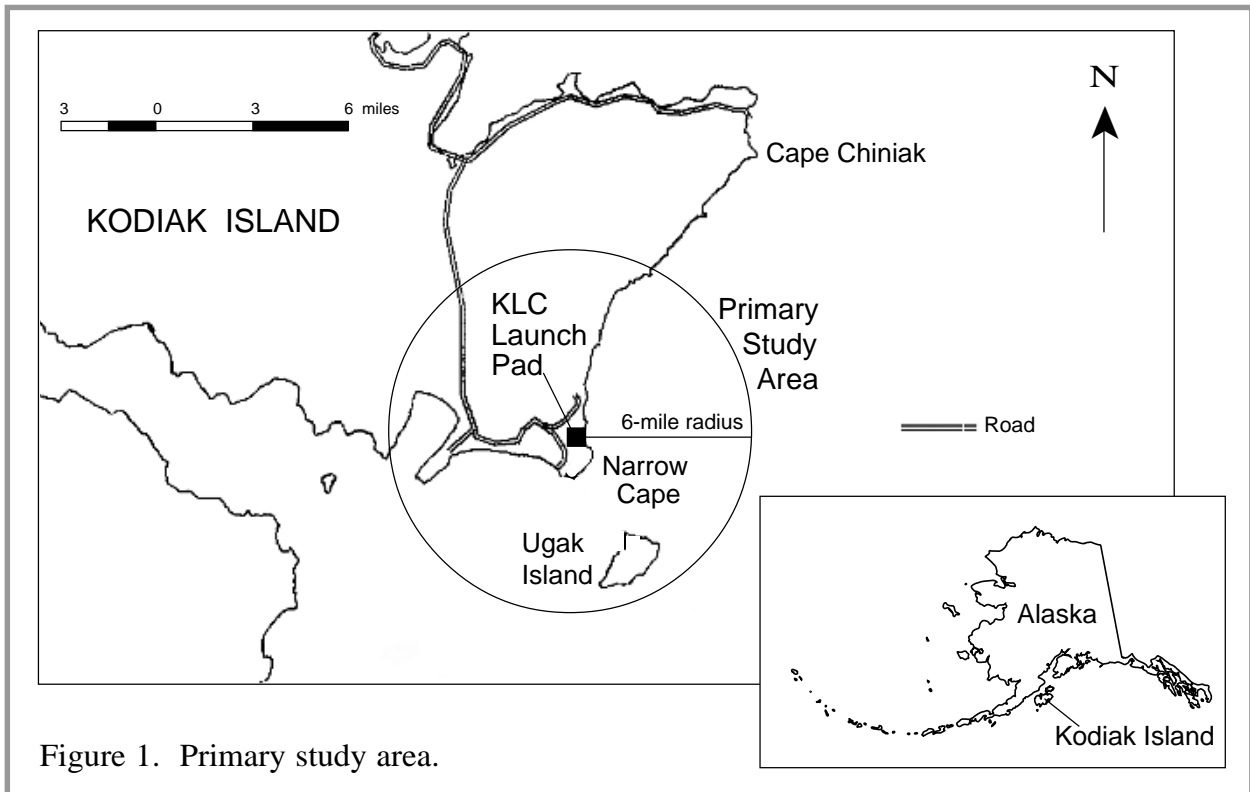 3 0 3 6 miles
N
Cape Chiniak
KODIAK ISLAND
KLC
Launch
Pad
Primary
Study
Area
6-mile radius
Road
Narrow
Cape
Ugak
Island
Alaska
Kodiak Island
Figure 1. Primary study area.